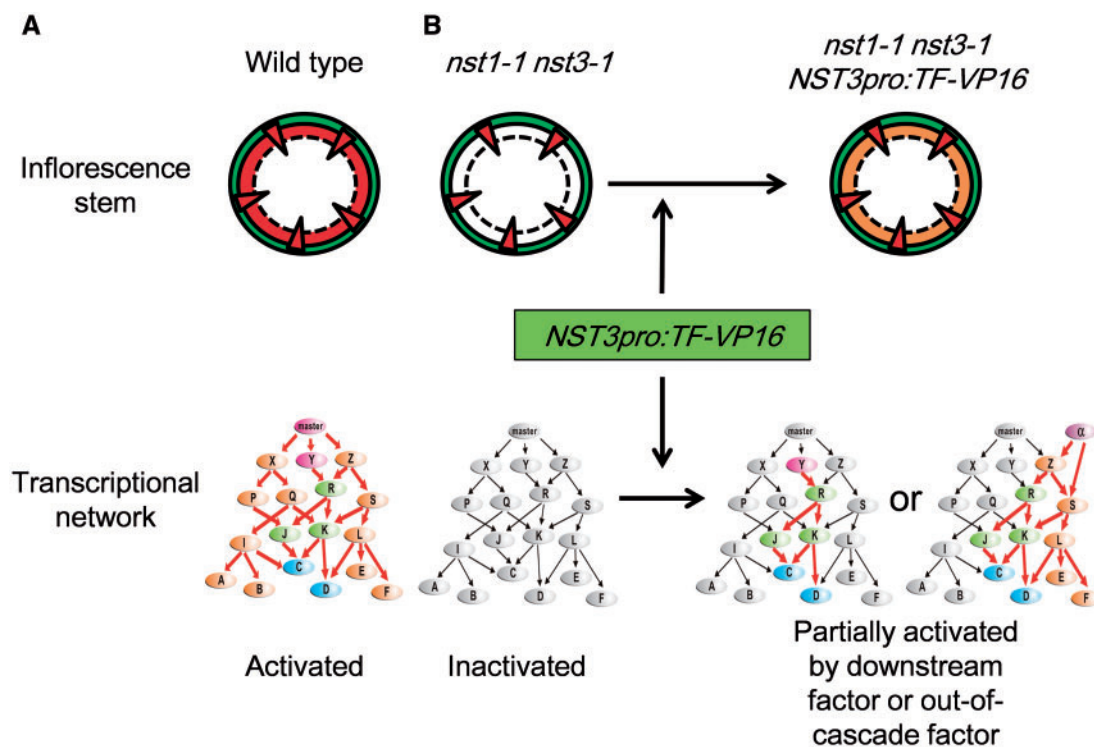 A
B
Wild type
nst1-1 nst3-1
nst1-1 nst3-1
NST3pro:TF-VP16
Inflorescence
stem
NST3pro:TF-VP16
Transcriptional
network
master
X Y Z
P Q R S
I J K L
A B C D E F
master
X Y Z
P Q R S
I J K L
A B C D E F
master
X Y Z
P Q R S
I J K L
A B C D E F
or
master α
X Y Z
P Q R S
I J K L
A B C D E F
Activated
Inactivated
Partially activated
by downstream
factor or out-of-
cascade factor